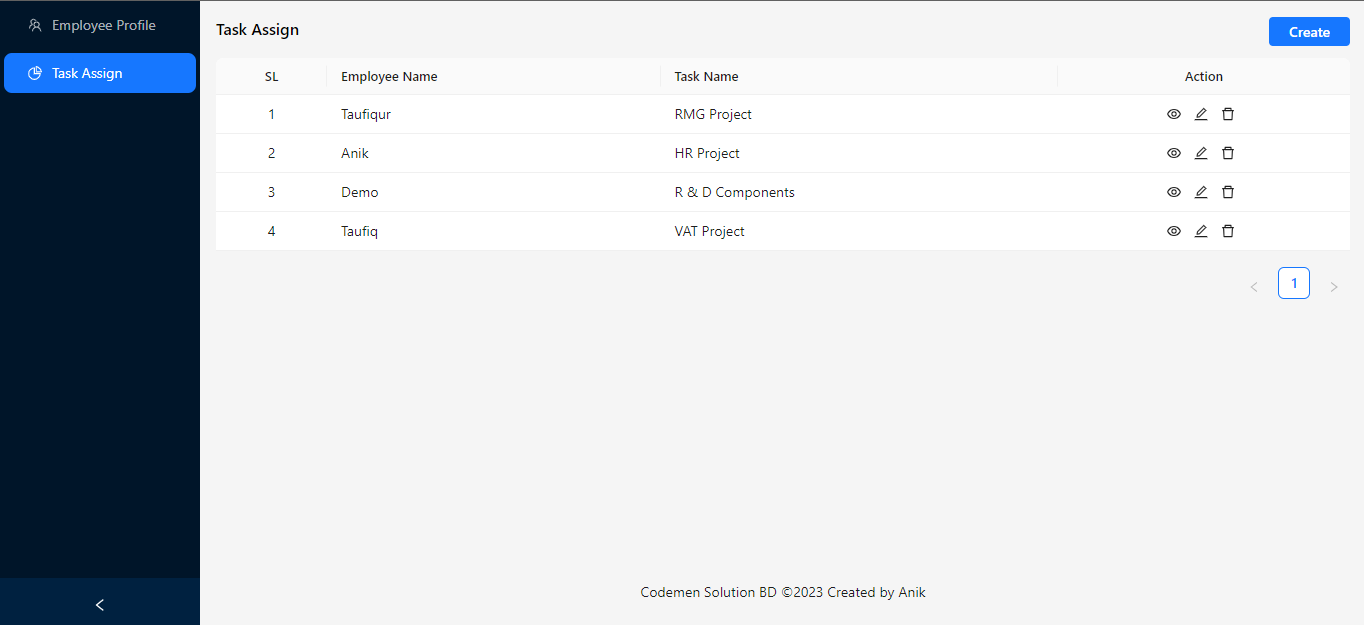 Employee Profile
Task Assign
Task Assign
Create
SL Employee Name Task Name Action
1 Taufiqur RMG Project
2 Anik HR Project
3 Demo R & D Components
4 Taufiq VAT Project
1
Codemen Solution BD ©2023 Created by Anik